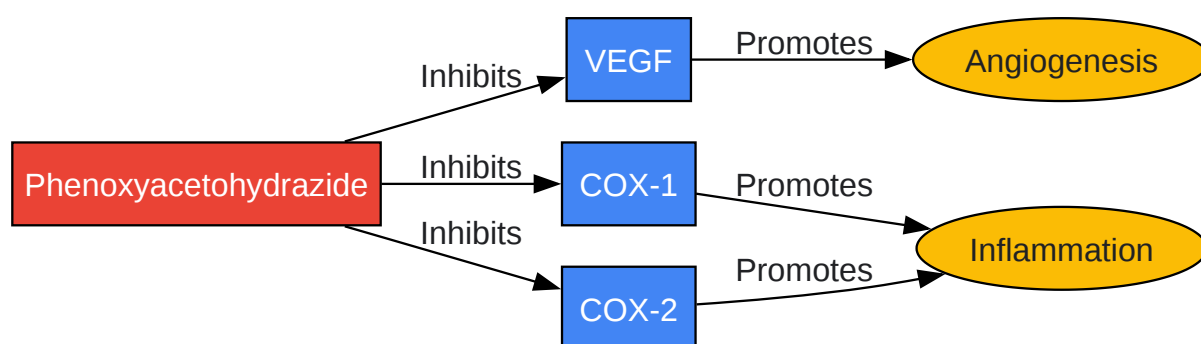 VEGF
Promotes
Angiogenesis
Inhibits
Phenoxyacetohydrazide
Inhibits
COX-1
Promotes
Inflammation
Inhibits
COX-2
Promotes